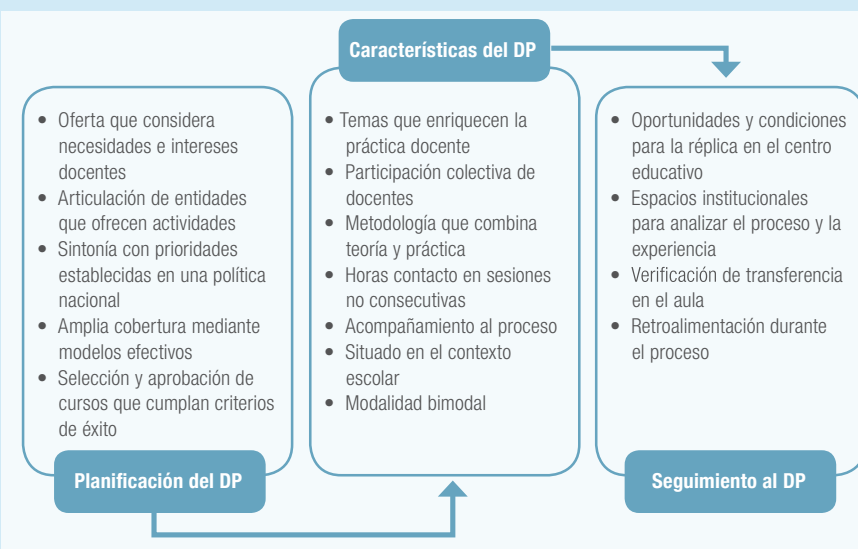 Características del DP
• Oferta que considera
necesidades e intereses
docentes
• Articulación de entidades
que ofrecen actividades
• Sintonía con prioridades
establecidas en una política
nacional
• Amplia cobertura mediante
modelos efectivos
• Selección y aprobación de
cursos que cumplan criterios
de éxito
Planificación del DP
• Temas que enriquecen la
práctica docente
• Participación colectiva de
docentes
• Metodología que combina
teoría y práctica
• Horas contacto en sesiones
no consecutivas
• Acompañamiento al proceso
• Situado en el contexto
escolar
• Modalidad bimodal
• Oportunidades y condiciones
para la réplica en el centro
educativo
• Espacios institucionales
para analizar el proceso y la
experiencia
• Verificación de transferencia
en el aula
• Retroalimentación durante
el proceso
Seguimiento al DP